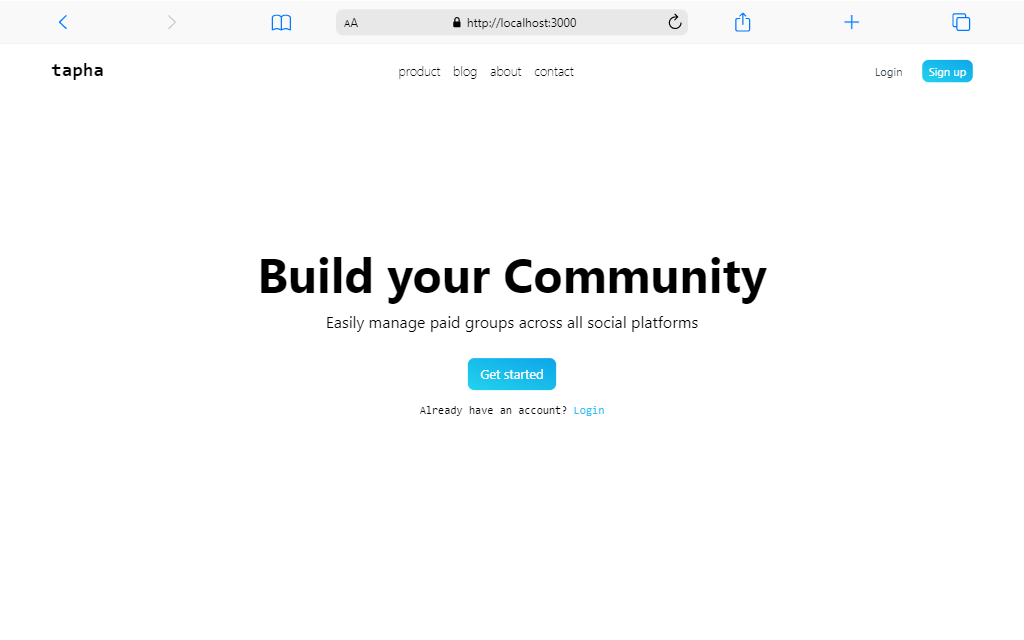 AA http://localhost:3000
tapha product blog about contact Login Sign up
Build your Community
Easily manage paid groups across all social platforms
Get started
Already have an account? Login